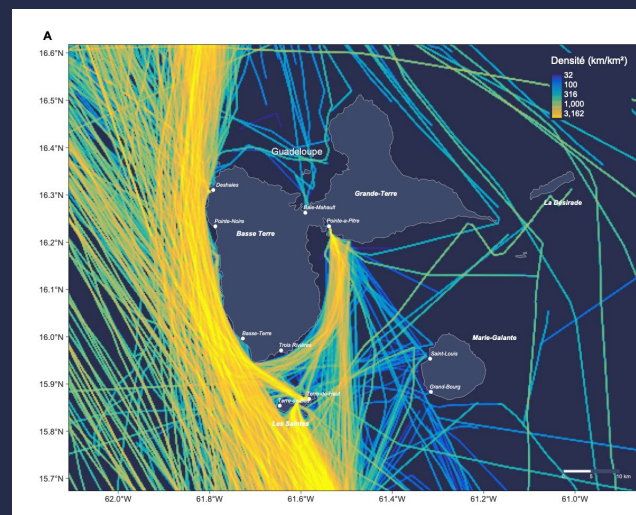 A
16.6°N
16.5°N
16.4°N
16.3°N
16.2°N
16.1°N
16.0°N
15.9°N
15.8°N
15.7°N
Densité (km/km²)
32
100
316
1,000
3,162
Guadeloupe
Deshaies
Grande-Terre
La Désirade
Baie-Mahault
Pointe-Noire
Pointe-a-Pitre
Basse Terre
Basse-Terre
Trois Rivières
Marie-Galante
Saint-Louis
Grand-Bourg
Les Saintes
0 5 10 km
62.0°W 61.8°W 61.6°W 61.4°W 61.2°W 61.0°W